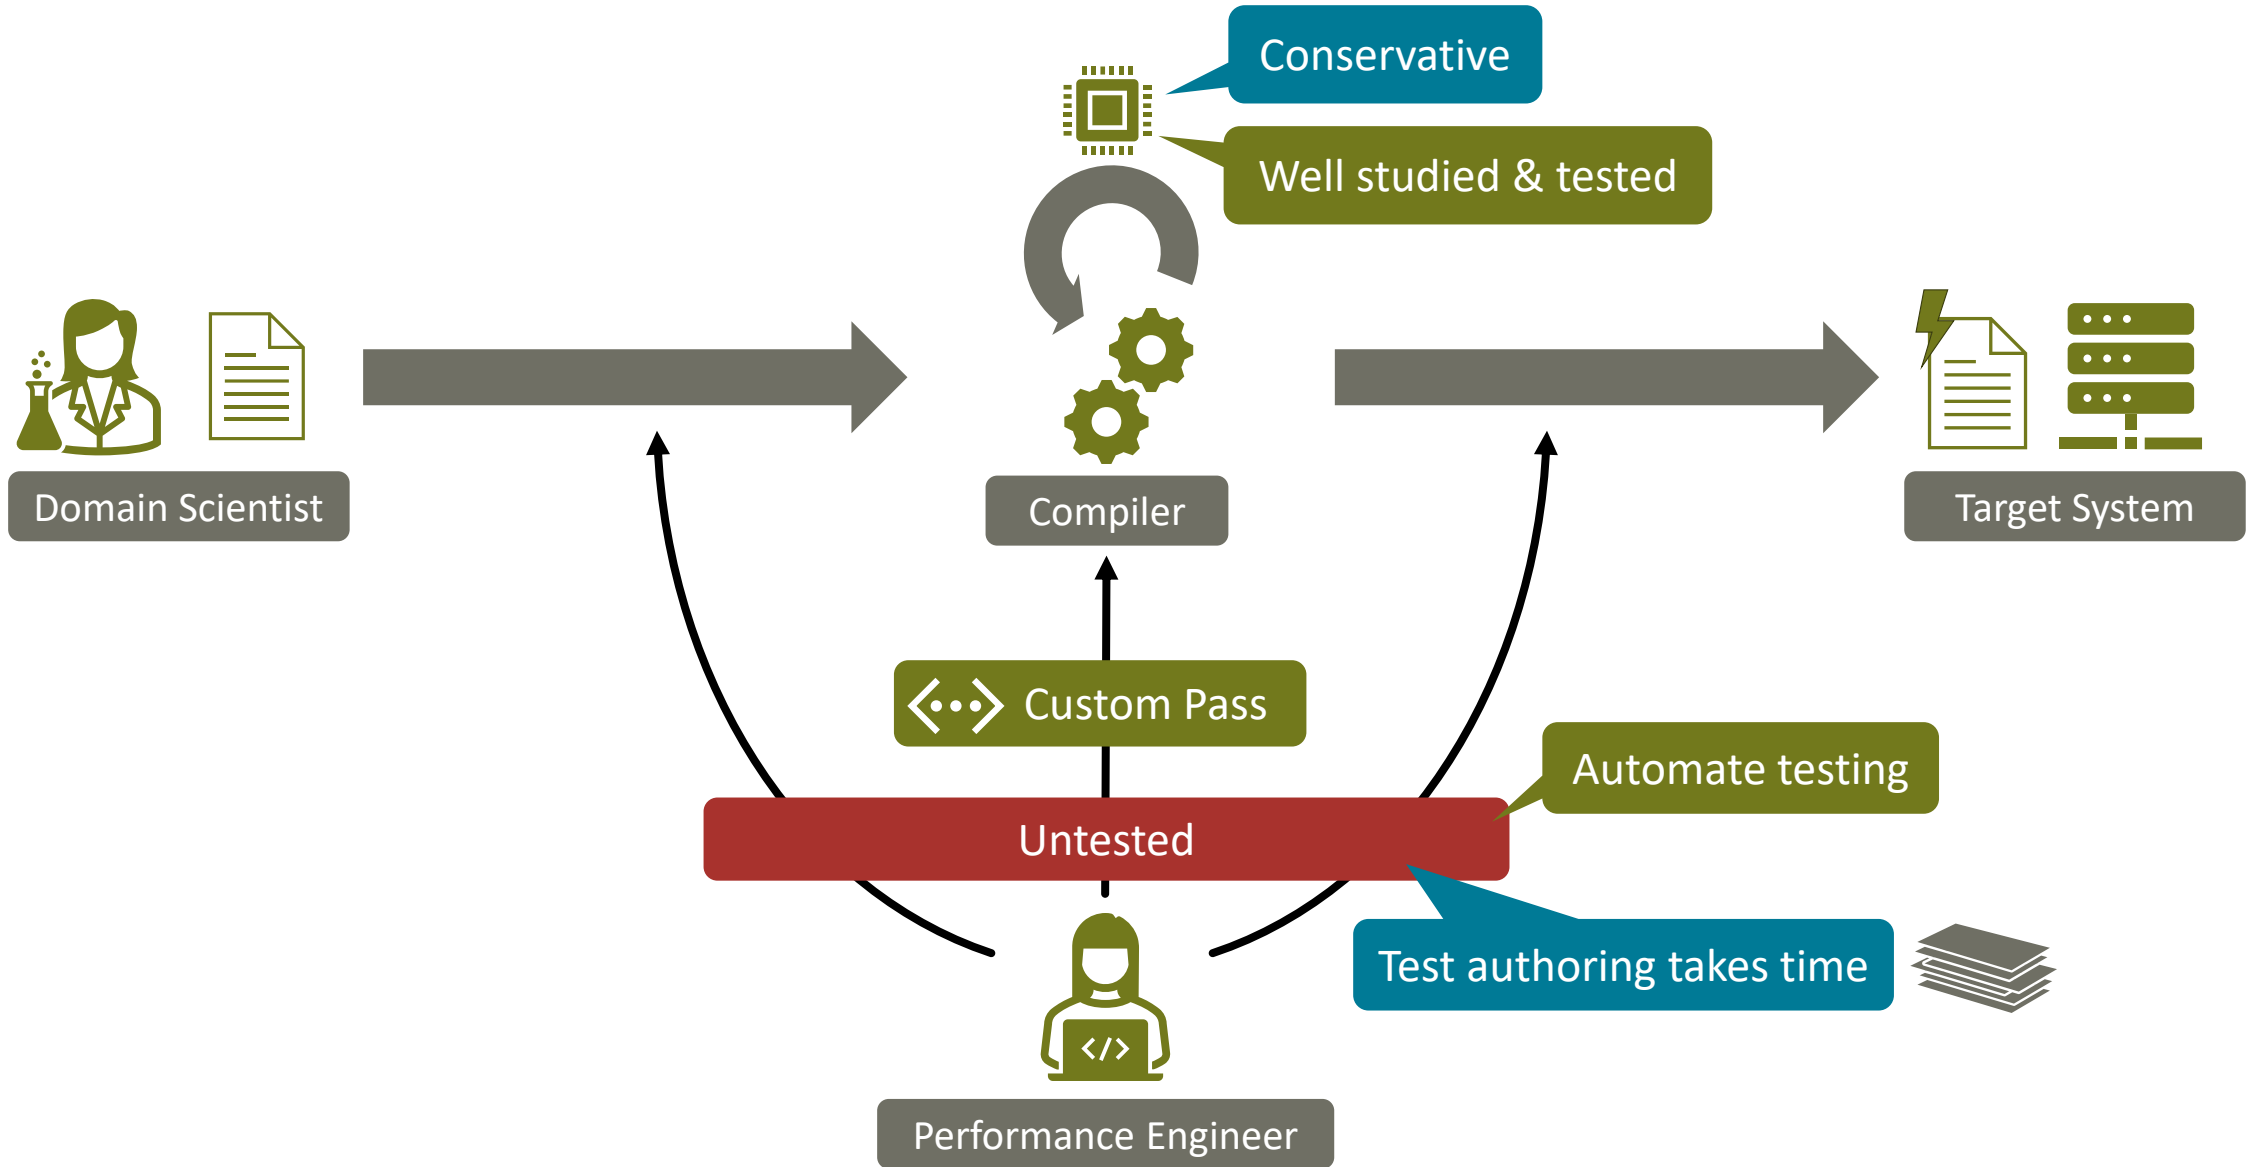 Conservative
Well studied & tested
Domain Scientist
Compiler
Target System
Custom Pass
Automate testing
Untested
Test authoring takes time
</>
Performance Engineer